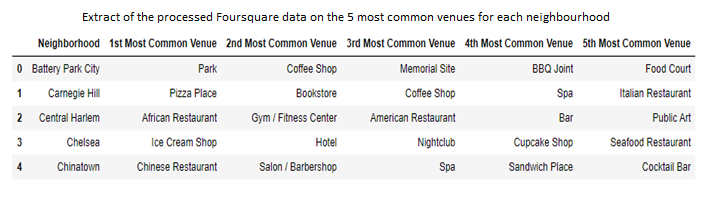 Extract of the processed Foursquare data on the 5 most common venues for each neighbourhood
Neighborhood 1st Most Common Venue 2nd Most Common Venue 3rd Most Common Venue 4th Most Common Venue 5th Most Common Venue
0 Battery Park City Park Coffee Shop Memorial Site BBQ Joint Food Court
1 Carnegie Hill Pizza Place Bookstore Coffee Shop Spa Italian Restaurant
2 Central Harlem African Restaurant Gym / Fitness Center American Restaurant Bar Public Art
3 Chelsea Ice Cream Shop Hotel Nightclub Cupcake Shop Seafood Restaurant
4 Chinatown Chinese Restaurant Salon / Barbershop Spa Sandwich Place Cocktail Bar